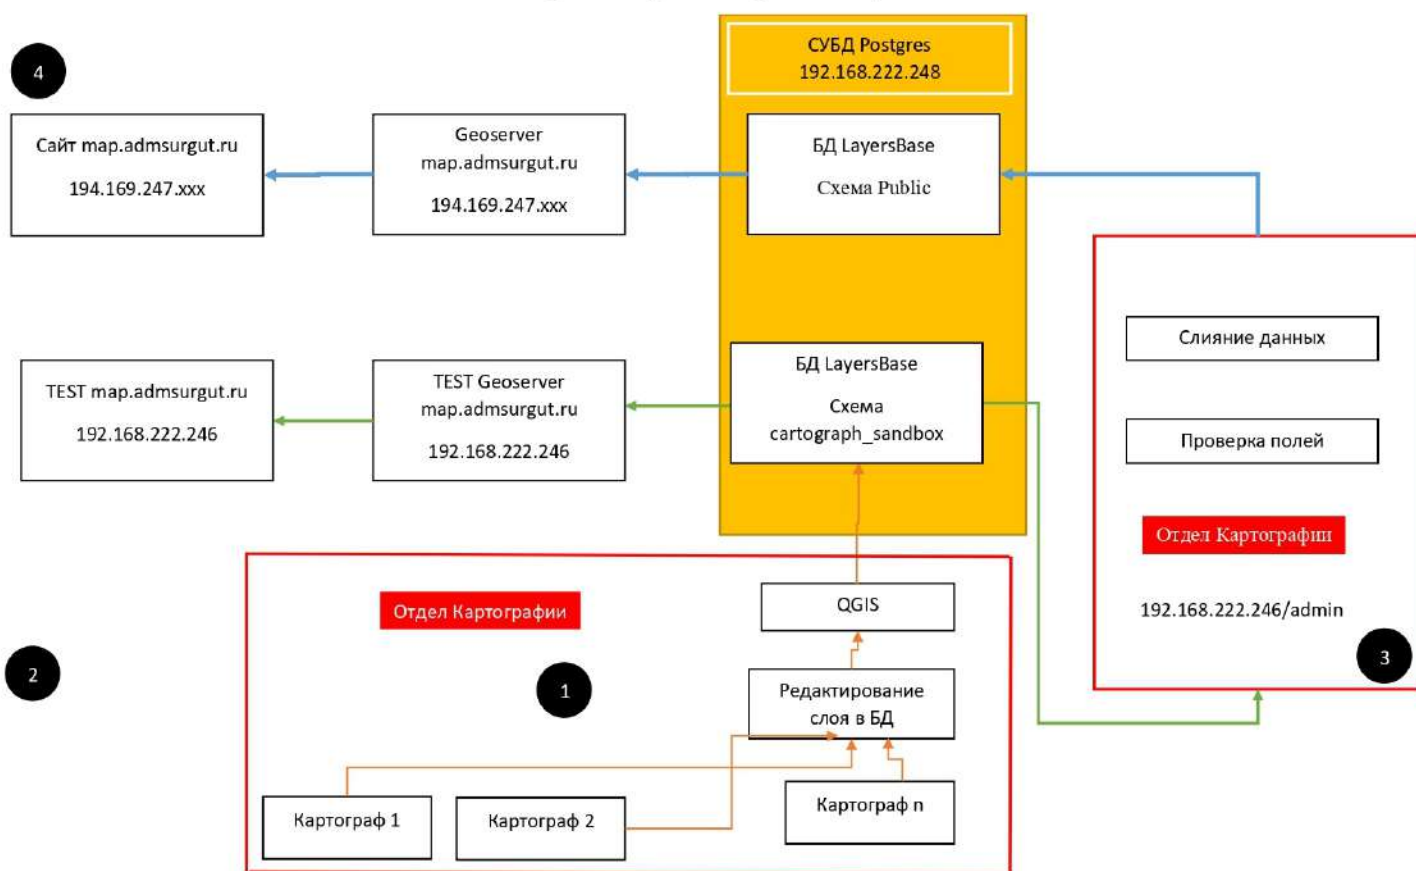 СУБД Postgres
192.168.222.248
4
Сайт map.admsurgut.ru
194.169.247.xxx
Geoserver
map.admsurgut.ru
194.169.247.xxx
БД LayersBase
Схема Public
Слияние данных
Проверка полей
Отдел Картографии
192.168.222.246/admin
3
TEST map.admsurgut.ru
192.168.222.246
TEST Geoserver
map.admsurgut.ru
192.168.222.246
БД LayersBase
Схема
cartograph_sandbox
2
Отдел Картографии
1
QGIS
Редактирование
слоя в БД
Картограф 1
Картограф 2
Картограф n